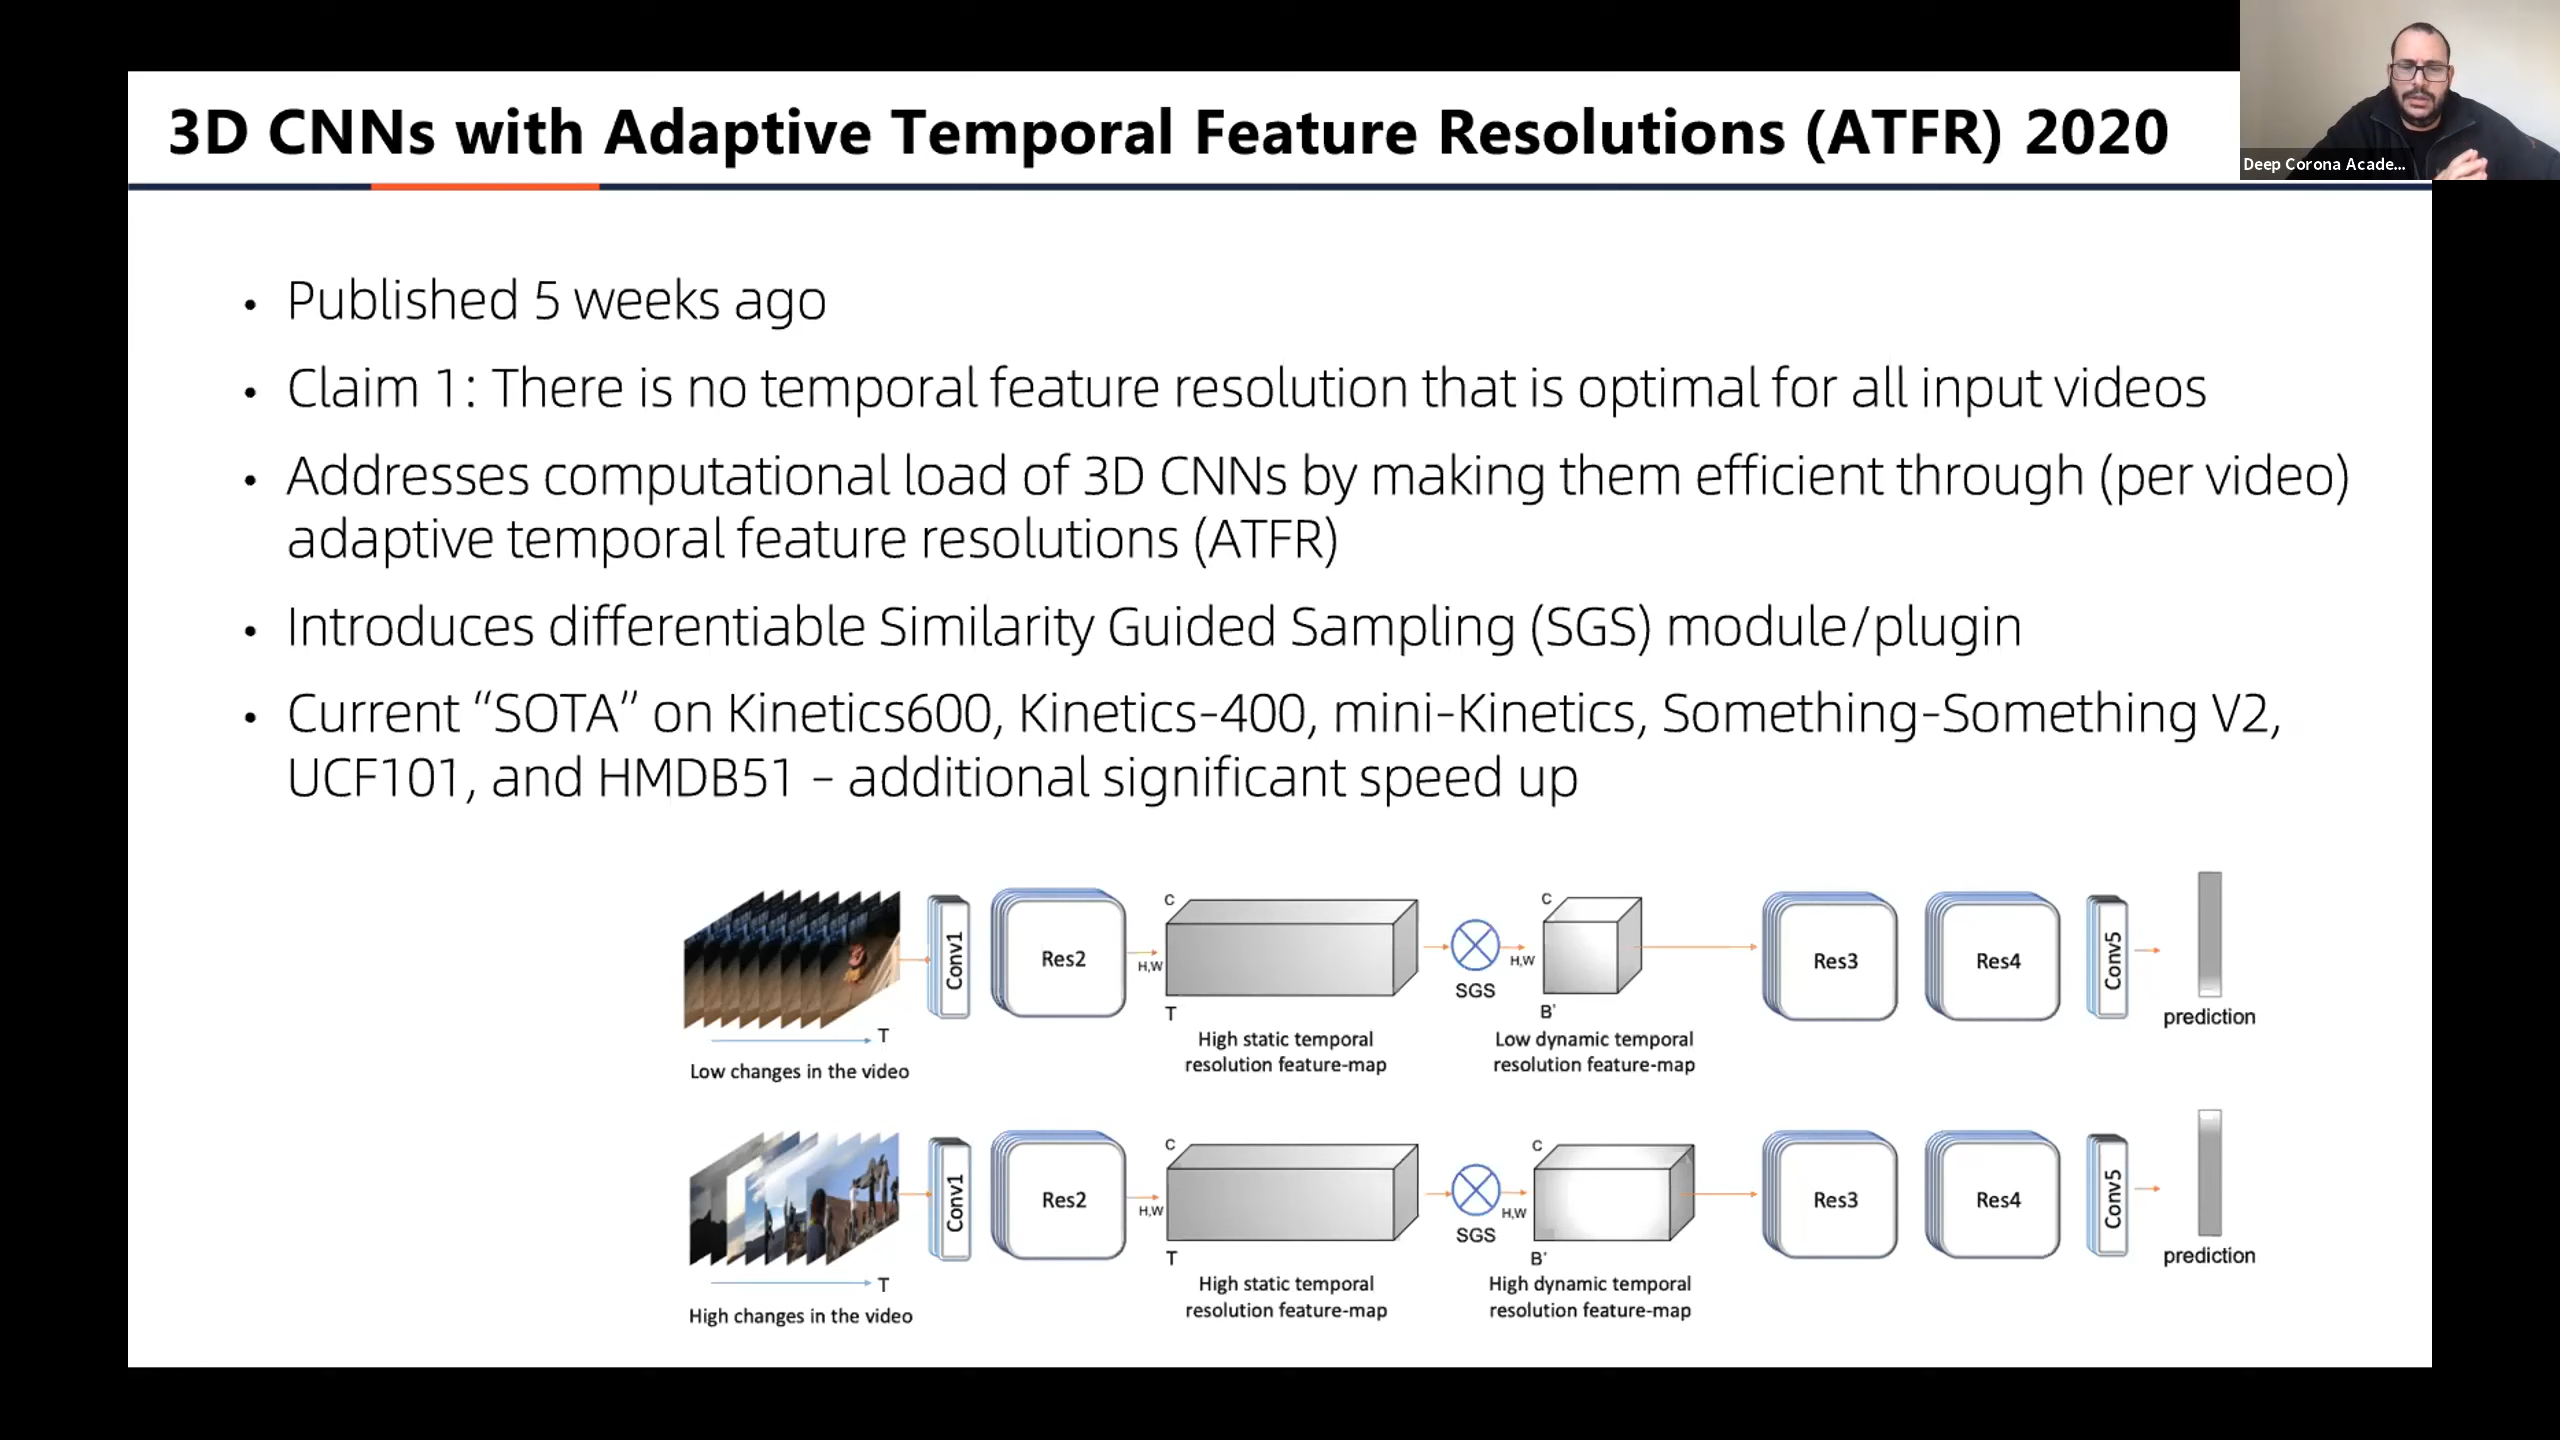 3D CNNs with Adaptive Temporal Feature Resolutions (ATFR) 2020
Deep Corona Acade...
• Published 5 weeks ago
• Claim 1: There is no temporal feature resolution that is optimal for all input videos
• Addresses computational load of 3D CNNs by making them efficient through (per video)
adaptive temporal feature resolutions (ATFR)
• Introduces differentiable Similarity Guided Sampling (SGS) module/plugin
• Current “SOTA” on Kinetics600, Kinetics-400, mini-Kinetics, Something-Something V2,
UCF101, and HMDB51 – additional significant speed up
T
Low changes in the video
Conv1
Res2
C
H,W
T
High static temporal
resolution feature-map
SGS
C
H,W
B'
Low dynamic temporal
resolution feature-map
Res3
Res4
Conv5
prediction
T
High changes in the video
Conv1
Res2
C
H,W
T
High static temporal
resolution feature-map
SGS
C
H,W
B'
High dynamic temporal
resolution feature-map
Res3
Res4
Conv5
prediction